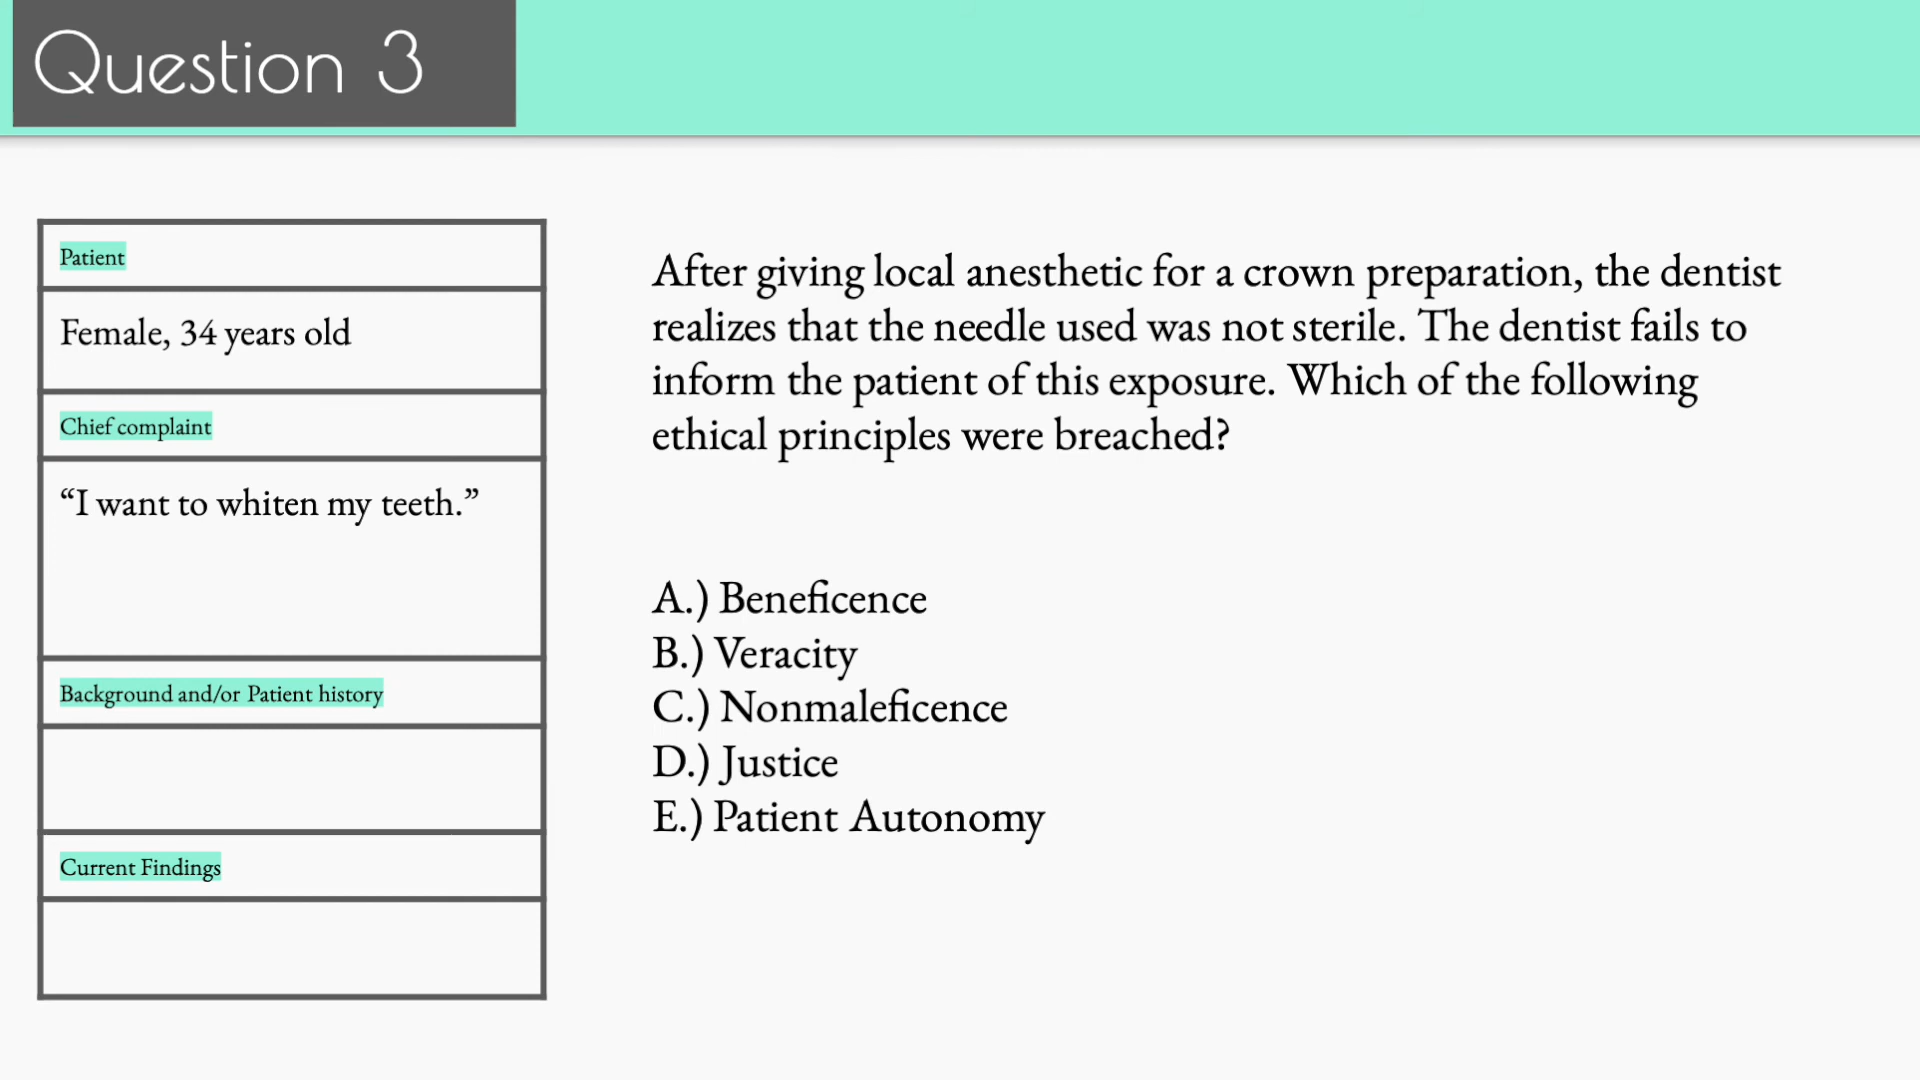 Question 3
Patient
Female, 34 years old
Chief complaint
“I want to whiten my teeth.”
Background and/or Patient history
Current Findings
After giving local anesthetic for a crown preparation, the dentist
realizes that the needle used was not sterile. The dentist fails to
inform the patient of this exposure. Which of the following
ethical principles were breached?
A.) Beneficence
B.) Veracity
C.) Nonmaleficence
D.) Justice
E.) Patient Autonomy